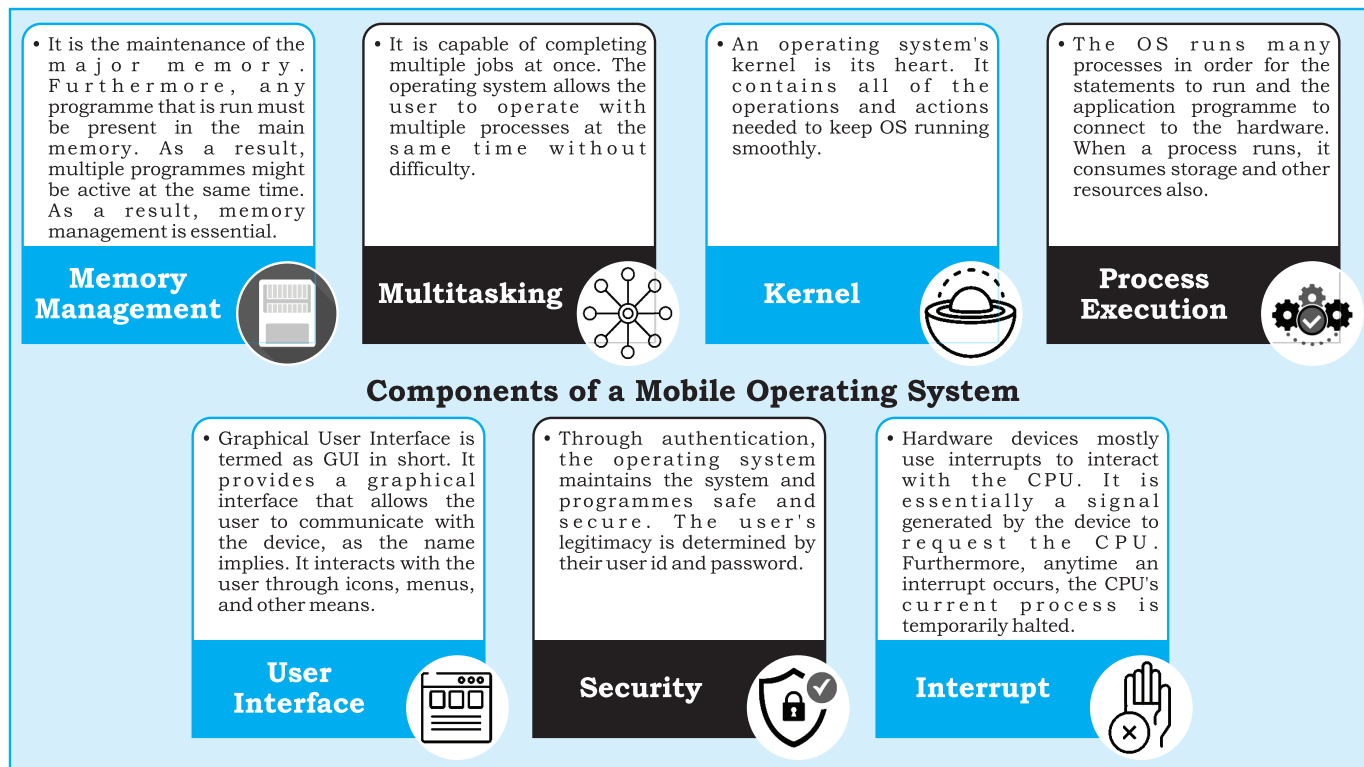 • It is the maintenance of the
major memory.
Furthermore, any
programme that is run must
be present in the main
memory. As a result,
multiple programmes might
be active at the same time.
As a result, memory
management is essential.
Memory
Management
• It is capable of completing
multiple jobs at once. The
operating system allows the
user to operate with
multiple processes at the
same time without
difficulty.
Multitasking
• An operating system's
kernel is its heart. It
contains all of the
operations and actions
needed to keep OS running
smoothly.
Kernel
• The OS runs many
processes in order for the
statements to run and the
application programme to
connect to the hardware.
When a process runs, it
consumes storage and other
resources also.
Process
Execution
Components of a Mobile Operating System
• Graphical User Interface is
termed as GUI in short. It
provides a graphical
interface that allows the
user to communicate with
the device, as the name
implies. It interacts with the
user through icons, menus,
and other means.
User
Interface
• Through authentication,
the operating system
maintains the system and
programmes safe and
secure. The user's
legitimacy is determined by
their user id and password.
Security
• Hardware devices mostly
use interrupts to interact
with the CPU. It is
essentially a signal
generated by the device to
request the CPU.
Furthermore, anytime an
interrupt occurs, the CPU's
current process is
temporarily halted.
Interrupt